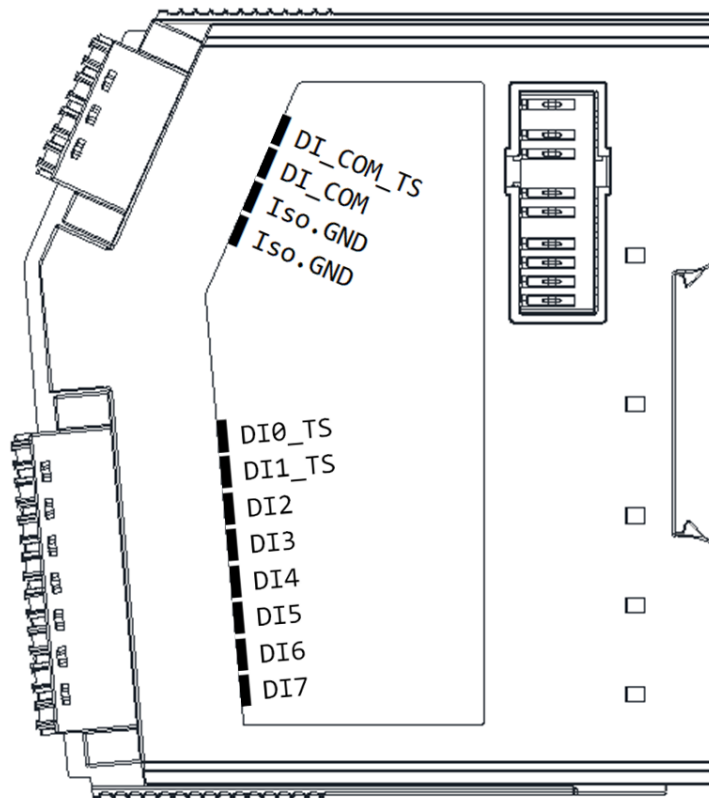 DI_COM_TS
DI_COM
Iso.GND
Iso.GND
DI0_TS
DI1_TS
DI2
DI3
DI4
DI5
DI6
DI7